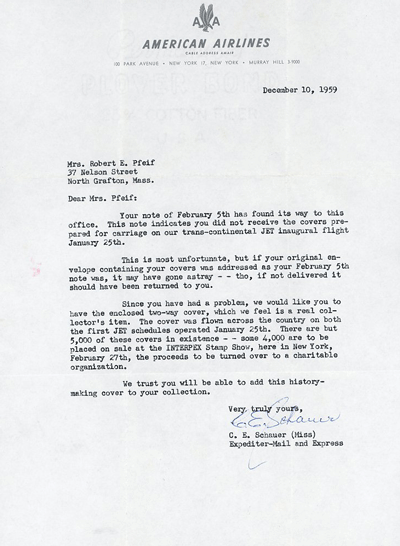 AA
AMERICAN AIRLINES
CABLE ADDRESS AMAIR
100 PARK AVENUE • NEW YORK 17, NEW YORK • MURRAY HILL 3-9000
December 10, 1959
Mrs. Robert E. Pfeif
37 Nelson Street
North Grafton, Mass.
Dear Mrs. Pfeif:
Your note of February 5th has found its way to this
office. This note indicates you did not receive the covers pre-
pared for carriage on our trans-continental JET inaugural flight
January 25th.
This is most unfortunate, but if your original en-
velope containing your covers was addressed as your February 5th
note was, it may have gone astray - - tho, if not delivered it
should have been returned to you.
Since you have had a problem, we would like you to
have the enclosed two-way cover, which we feel is a real col-
lector's item. The cover was flown across the country on both
the first JET schedules operated January 25th. There are but
5,000 of these covers in existence - - some 4,000 are to be
placed on sale at the INTERPEX Stamp Show, here in New York,
February 27th, the proceeds to be turned over to a charitable
organization.
We trust you will be able to add this history-
making cover to your collection.
Very truly yours,
C. E. Schauer
C. E. Schauer (Miss)
Expediter-Mail and Express